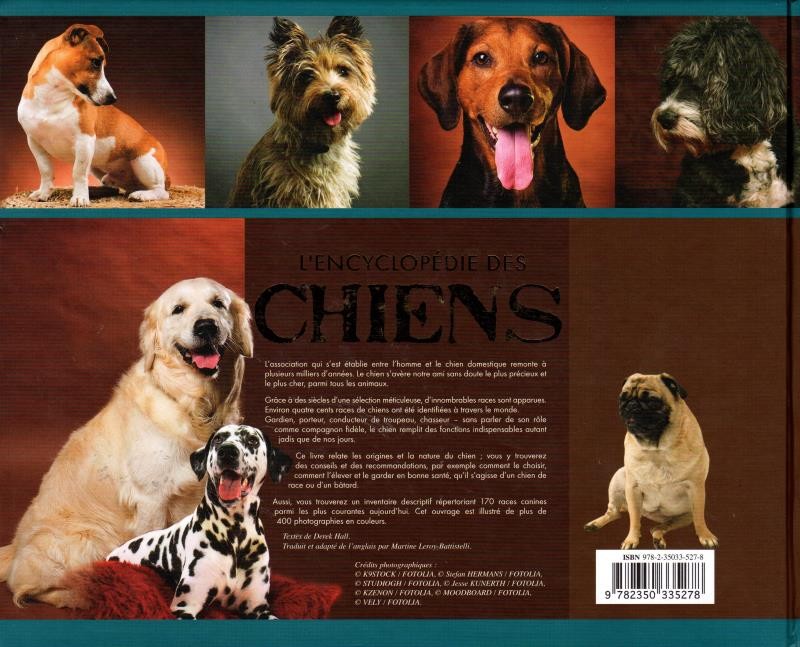 L'ENCYCLOPÉDIE DES
CHIENS
L'association qui s'est établie entre l'homme et le chien domestique remonte à
plusieurs milliers d'années. Le chien s'avère notre ami sans doute le plus précieux et
le plus cher, parmi tous les animaux.
Grâce à des siècles d'une sélection méticuleuse, d'innombrables races sont apparues.
Environ quatre cents races de chiens ont été identifiées à travers le monde.
Gardien, porteur, conducteur de troupeau, chasseur – sans parler de son rôle
comme compagnon fidèle, le chien remplit des fonctions indispensables autant
jadis que de nos jours.
Ce livre relate les origines et la nature du chien ; vous y trouverez
des conseils et des recommandations, par exemple comment le choisir,
comment l'élever et le garder en bonne santé, qu'il s'agisse d'un chien de
race ou d'un bâtard.
Aussi, vous trouverez un inventaire descriptif répertoriant 170 races canines
parmi les plus courantes aujourd'hui. Cet ouvrage est illustré de plus de
400 photographies en couleurs.
Textes de Derek Hall.
Traduit et adapté de l'anglais par Martine Leroy-Battistelli.
Crédits photographiques :
© K9STOCK / FOTOLIA, © Stefan HERMANS / FOTOLIA,
© STUDIOGH / FOTOLIA, © Jesse KUNERTH / FOTOLIA,
© KZENON / FOTOLIA, © MOODBOARD / FOTOLIA,
© VELY / FOTOLIA.
ISBN 978-2-35033-527-8
9 782350 335278